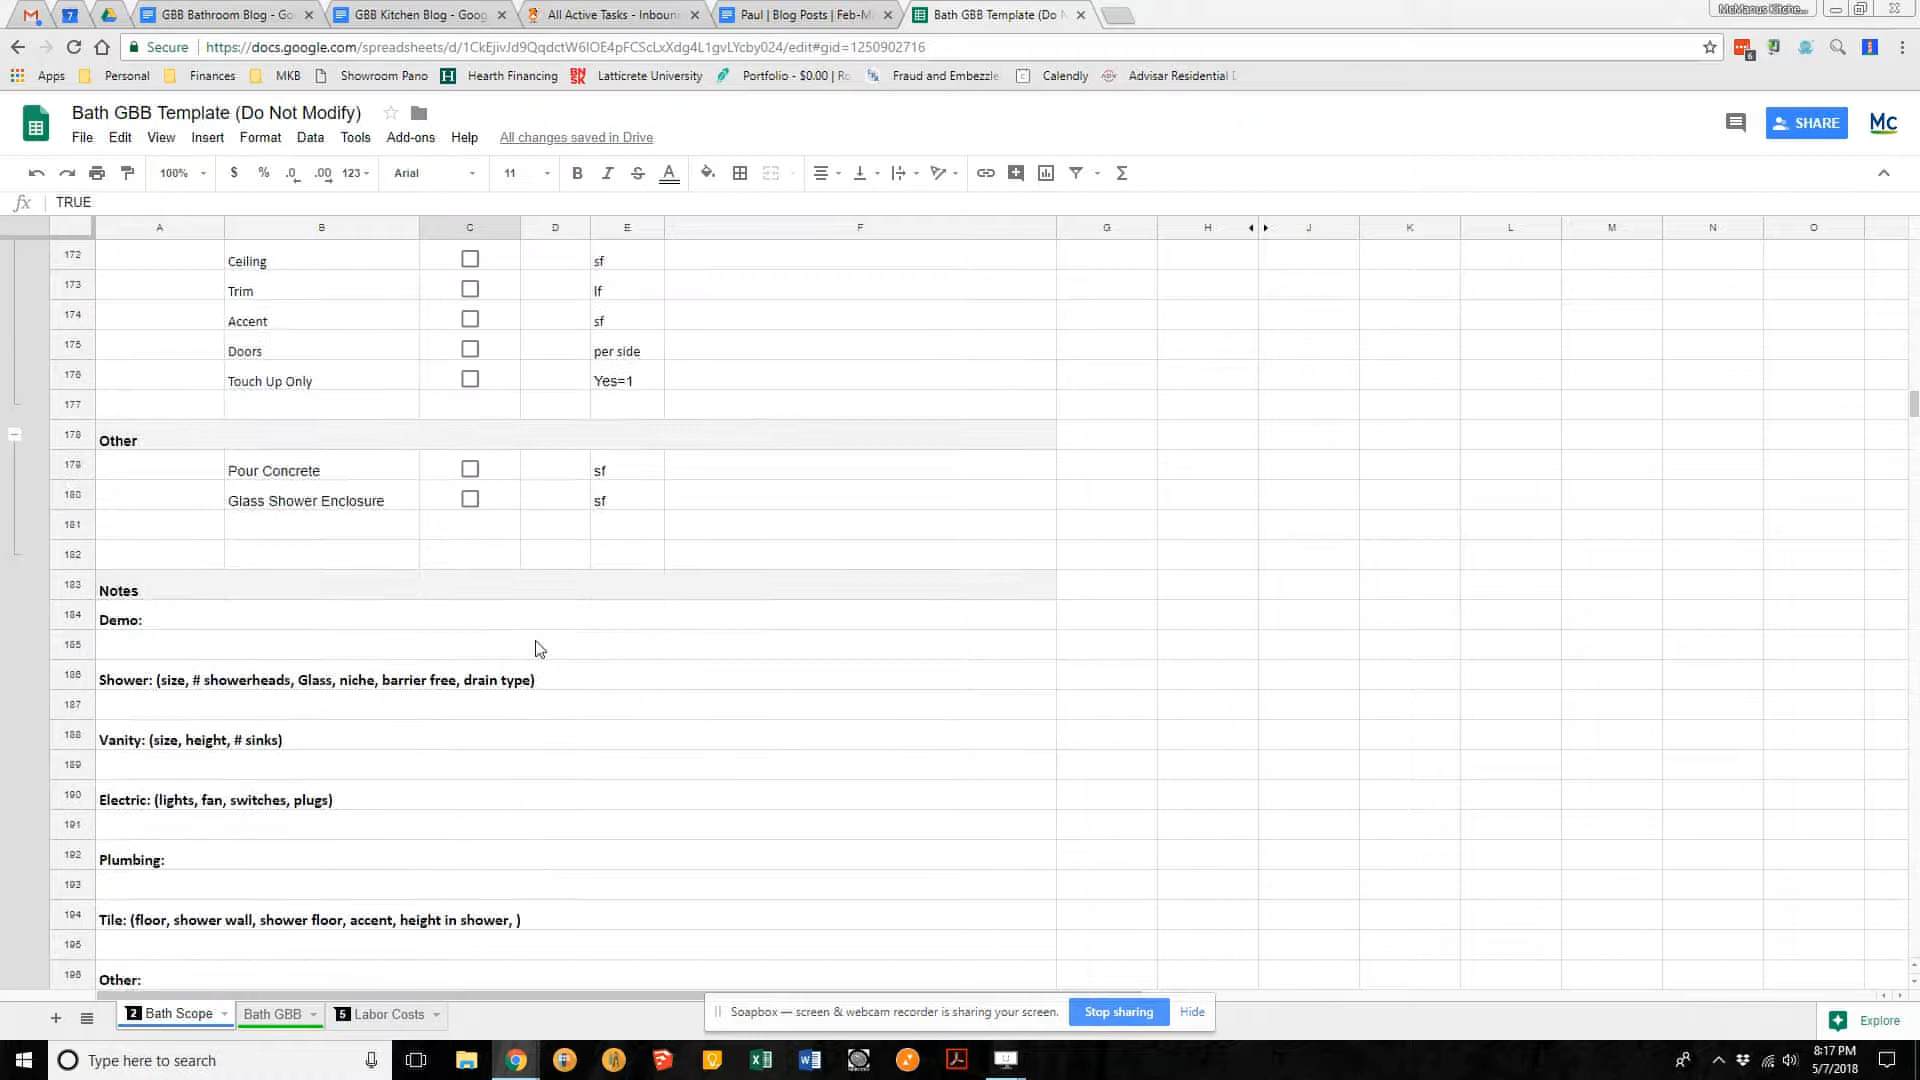 GBB Bathroom Blog - Go
GBB Kitchen Blog - Goog
All Active Tasks - Inboun
Paul | Blog Posts | Feb-M
Bath GBB Template (Do N
McManus Kitche...
Secure
https://docs.google.com/spreadsheets/d/1CkEjivJd9QqdctW6IOE4pFCScLxXdg4L1gvLYcby024/edit#gid=1250902716
6
Apps Personal Finances MKB Showroom Pano Hearth Financing Latticrete University Portfolio - $0.00 | Ro Fraud and Embezzle Calendly Advisar Residential
Bath GBB Template (Do Not Modify)
File Edit View Insert Format Data Tools Add-ons Help All changes saved in Drive
SHARE
Mc
100% $ % .0 .00 123 Arial 11 B I S A Σ
fx TRUE
A B C D E F G H J K L M N O
172 Ceiling sf
173 Trim lf
174 Accent sf
175 Doors per side
176 Touch Up Only Yes=1
177
178 Other
179 Pour Concrete sf
180 Glass Shower Enclosure sf
181
182
183 Notes
184 Demo:
185
186 Shower: (size, # showerheads, Glass, niche, barrier free, drain type)
187
188 Vanity: (size, height, # sinks)
189
190 Electric: (lights, fan, switches, plugs)
191
192 Plumbing:
193
194 Tile: (floor, shower wall, shower floor, accent, height in shower, )
195
196 Other:
2 Bath Scope Bath GBB 5 Labor Costs
Soapbox — screen & webcam recorder is sharing your screen. Stop sharing Hide
Explore
Type here to search
8:17 PM
5/7/2018